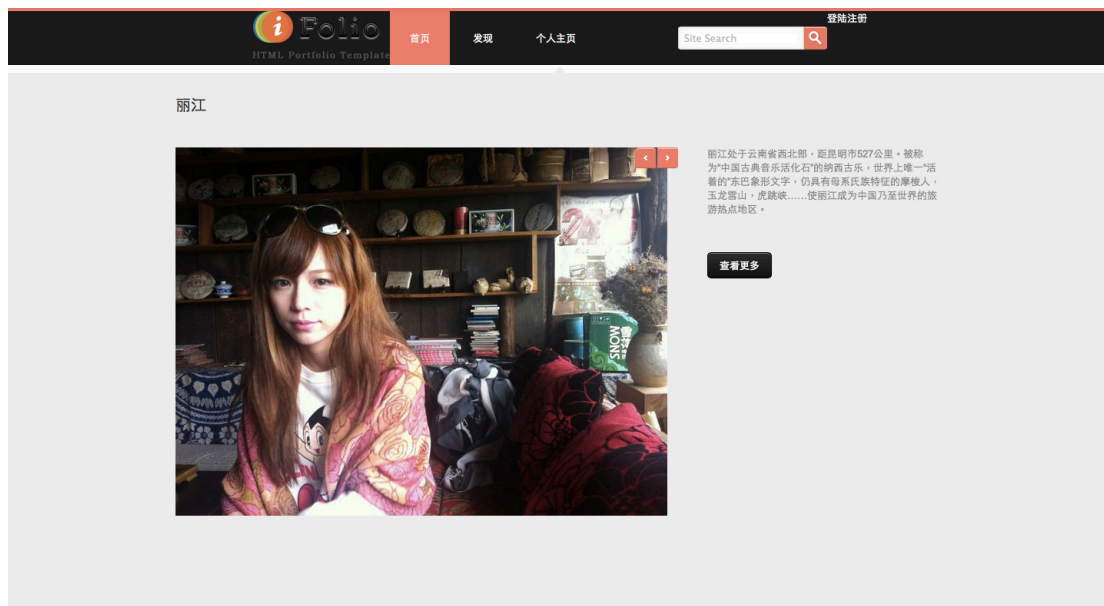 登陆注册
i Folio
HTML Portfolio Template
首页
发现
个人主页
Site Search
丽江
丽江处于云南省西北部，距昆明市527公里。被称
为“中国古典音乐活化石”的纳西古乐，世界上唯一“活
着的”东巴象形文字，仍具有母系氏族特征的摩梭人，
玉龙雪山，虎跳峡……使丽江成为中国乃至世界的旅
游热点地区。
查看更多
24
SNOW